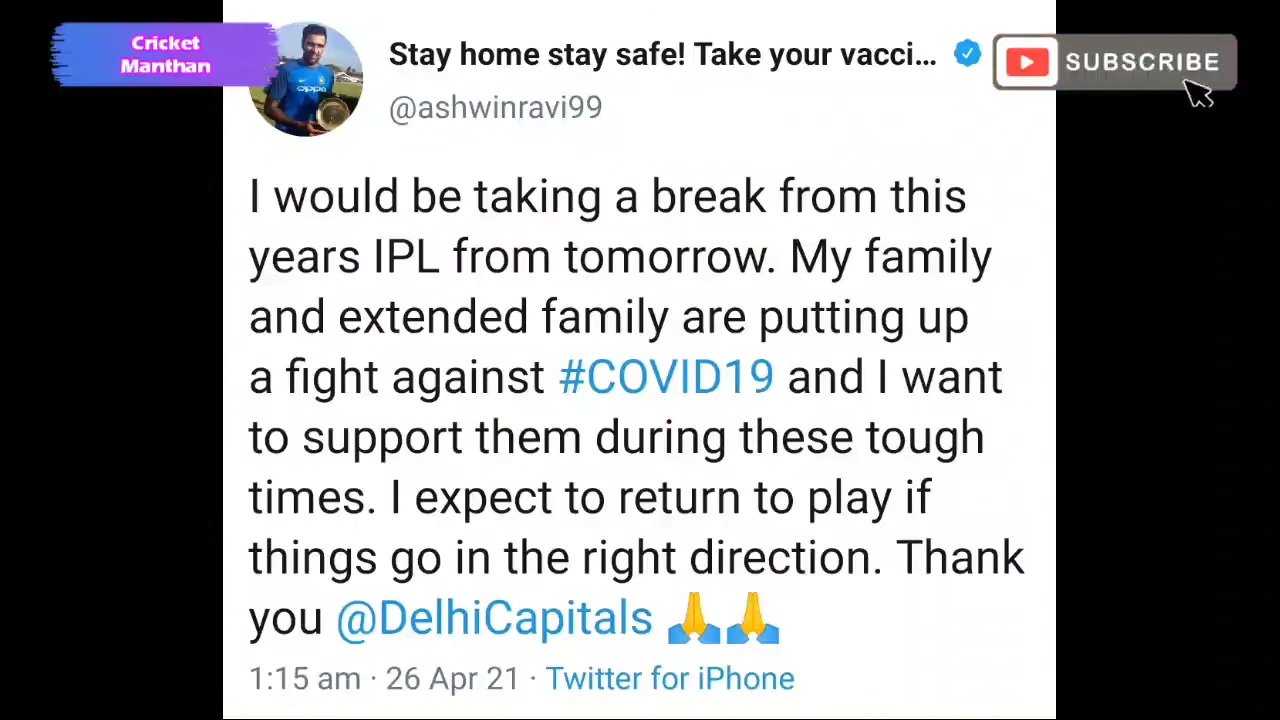 Cricket
Manthan
Stay home stay safe! Take your vacci...
@ashwinravi99
SUBSCRIBE
I would be taking a break from this
years IPL from tomorrow. My family
and extended family are putting up
a fight against #COVID19 and I want
to support them during these tough
times. I expect to return to play if
things go in the right direction. Thank
you @DelhiCapitals 🙏🙏
1:15 am · 26 Apr 21 · Twitter for iPhone